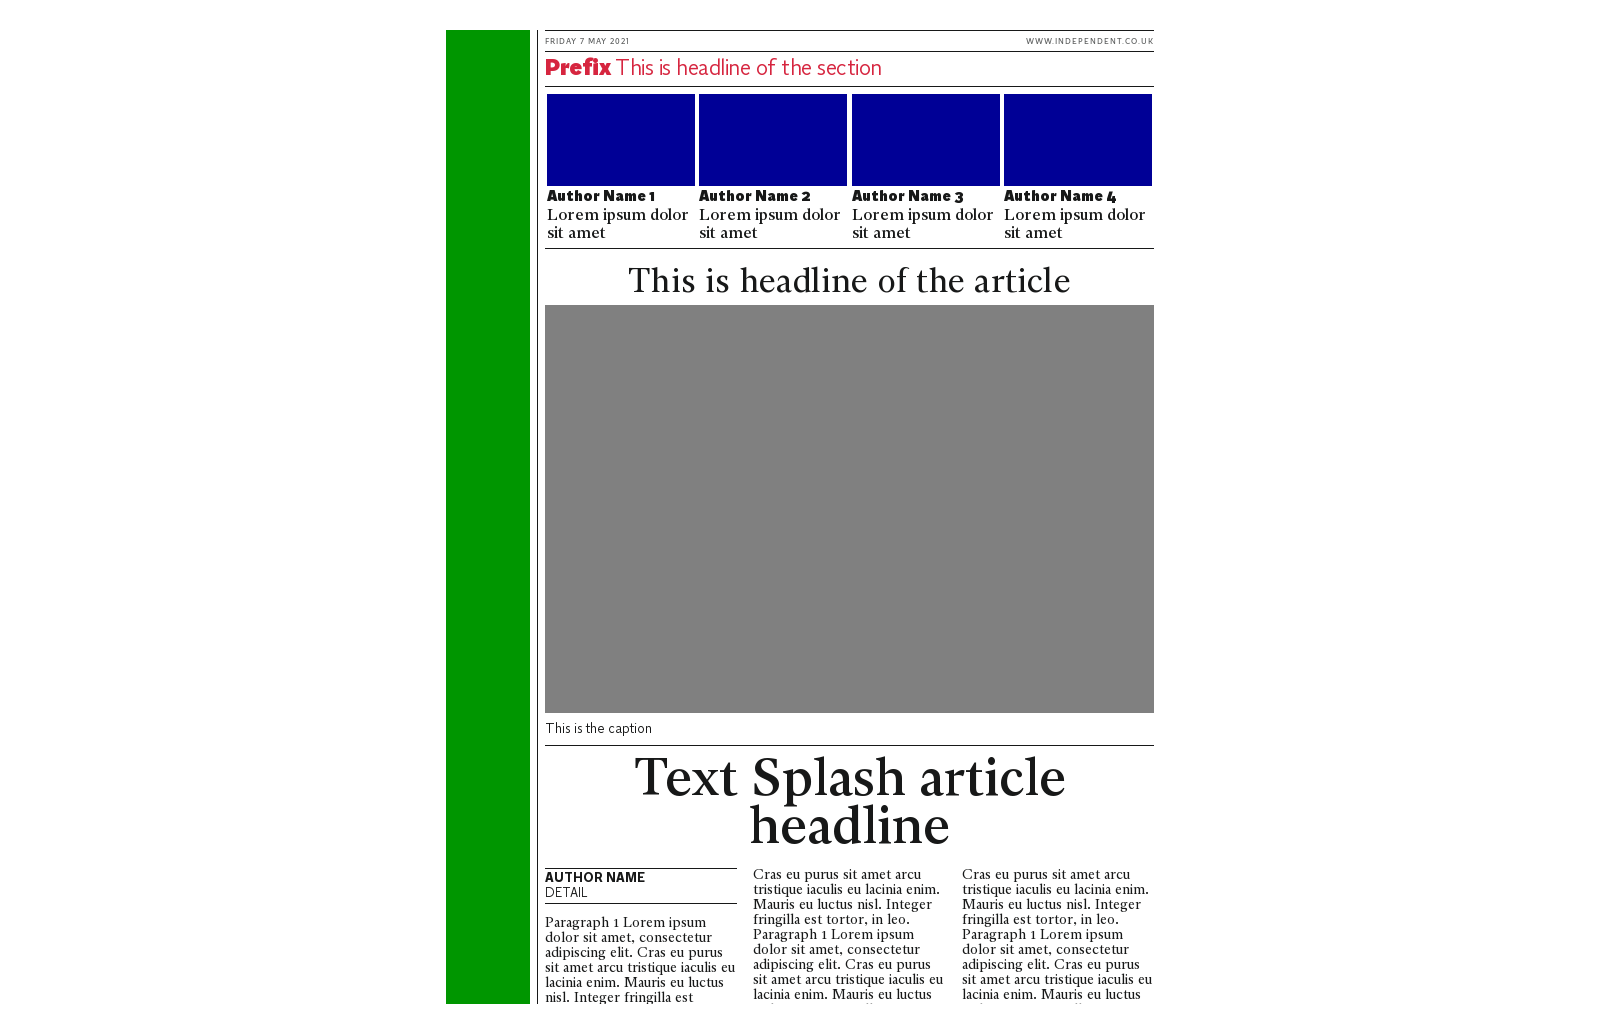 FRIDAY 7 MAY 2021
WWW.INDEPENDENT.CO.UK
Prefix This is headline of the section
Author Name 1
Lorem ipsum dolor
sit amet
Author Name 2
Lorem ipsum dolor
sit amet
Author Name 3
Lorem ipsum dolor
sit amet
Author Name 4
Lorem ipsum dolor
sit amet
This is headline of the article
This is the caption
Text Splash article
headline
AUTHOR NAME
DETAIL
Paragraph 1 Lorem ipsum
dolor sit amet, consectetur
adipiscing elit. Cras eu purus
sit amet arcu tristique iaculis eu
lacinia enim. Mauris eu luctus
nisl. Integer fringilla est
Cras eu purus sit amet arcu
tristique iaculis eu lacinia enim.
Mauris eu luctus nisl. Integer
fringilla est tortor, in leo.
Paragraph 1 Lorem ipsum
dolor sit amet, consectetur
adipiscing elit. Cras eu purus
sit amet arcu tristique iaculis eu
lacinia enim. Mauris eu luctus
Cras eu purus sit amet arcu
tristique iaculis eu lacinia enim.
Mauris eu luctus nisl. Integer
fringilla est tortor, in leo.
Paragraph 1 Lorem ipsum
dolor sit amet, consectetur
adipiscing elit. Cras eu purus
sit amet arcu tristique iaculis eu
lacinia enim. Mauris eu luctus